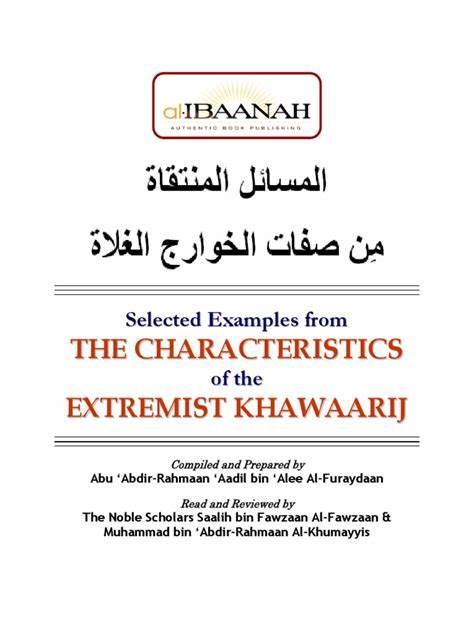 al-IBAANAH
AUTHENTIC BOOK PUBLISHING
المسائل المنتقاة
مِن صفات الخوارج الغلاة
Selected Examples from
THE CHARACTERISTICS
of the
EXTREMIST KHAWAARIJ
Compiled and Prepared by
Abu ‘Abdir-Rahmaan ‘Aadil bin ‘Alee Al-Furaydaan
Read and Reviewed by
The Noble Scholars Saalih bin Fawzaan Al-Fawzaan &
Muhammad bin ‘Abdir-Rahmaan Al-Khumayyis